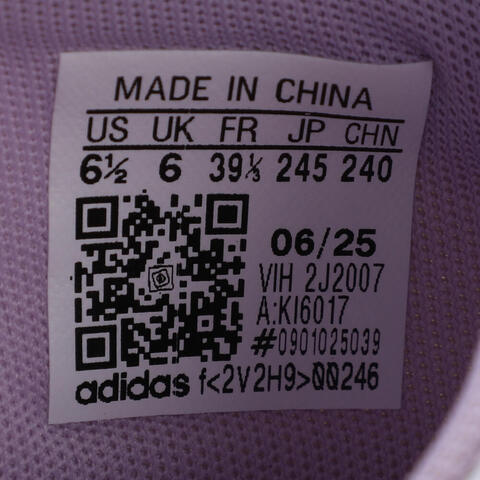 MADE IN CHINA
US UK FR JP CHN
6½ 6 39⅓ 245 240
06/25
VIH 2J2007
A:KI6017
#0901025039
adidas f<2V2H9>00246